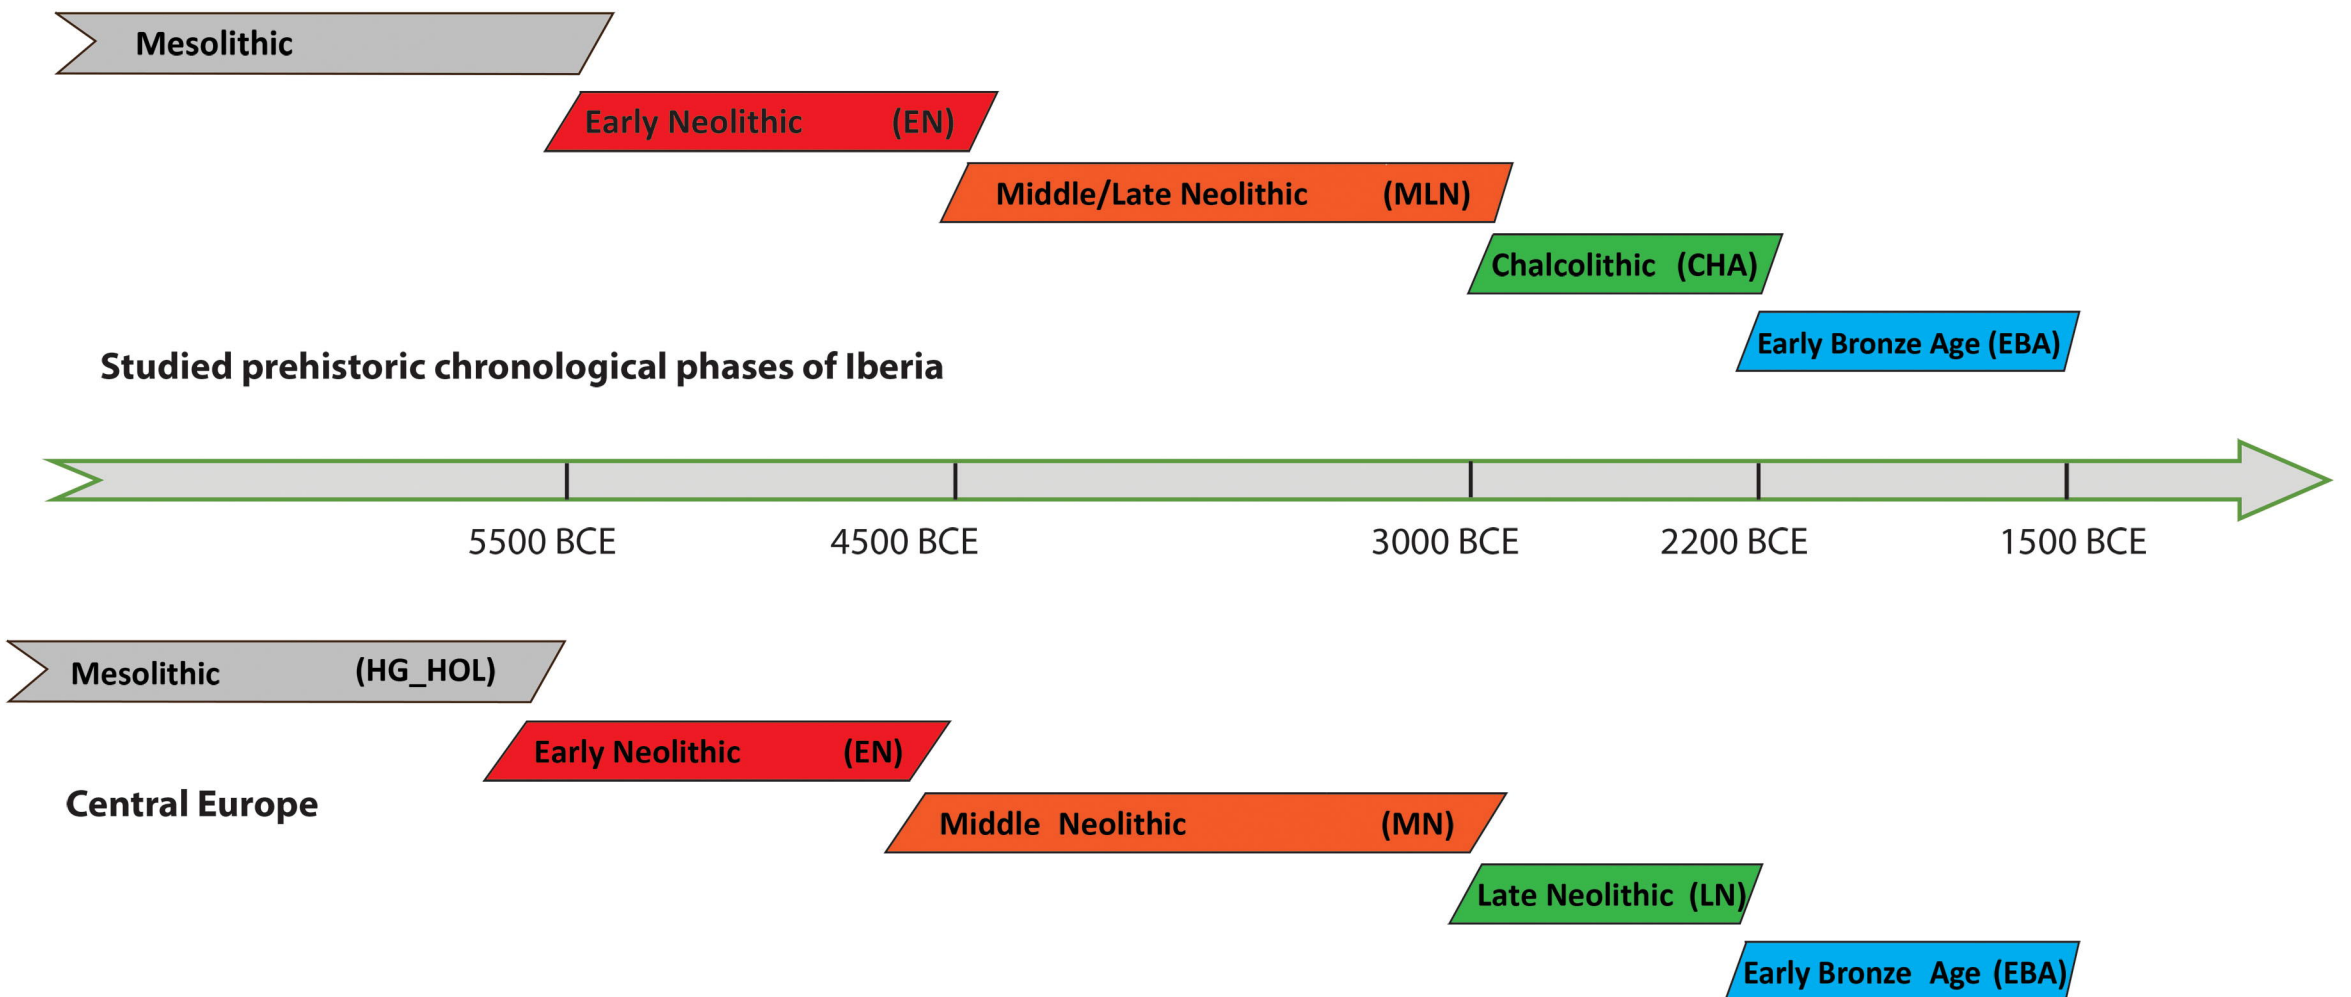 Mesolithic
Early Neolithic (EN)
Middle/Late Neolithic (MLN)
Chalcolithic (CHA)
Early Bronze Age (EBA)
Studied prehistoric chronological phases of Iberia
5500 BCE 4500 BCE 3000 BCE 2200 BCE 1500 BCE
Mesolithic (HG_HOL)
Early Neolithic (EN)
Central Europe
Middle Neolithic (MN)
Late Neolithic (LN)
Early Bronze Age (EBA)